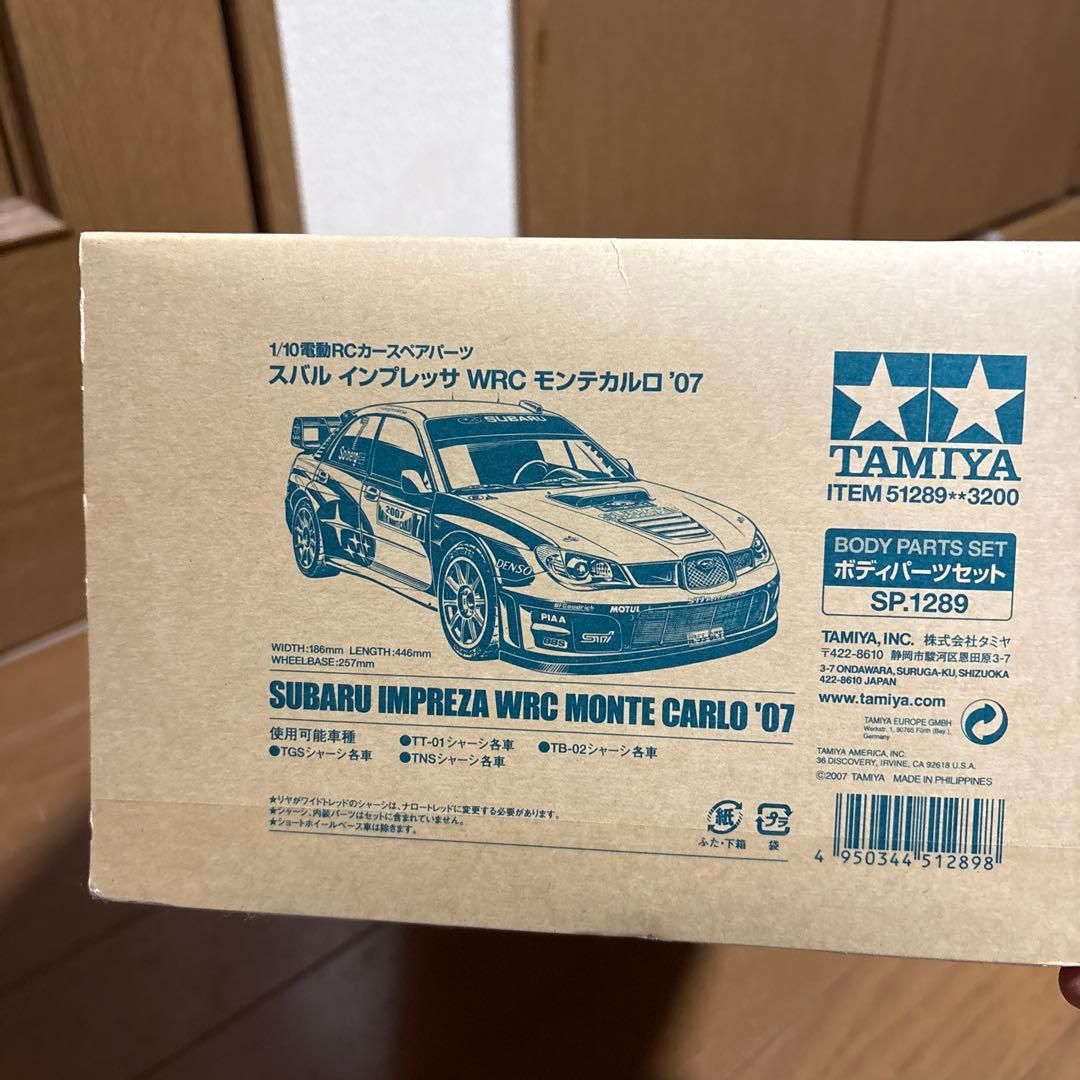 1/10電動RCカースペアパーツ
スバル インプレッサ WRC モンテカルロ '07
SUBARU
Solberg
2007
7
DENSO
BFGoodrich
MOTUL
PIAA
BBS
STi
WIDTH:186mm LENGTH:446mm
WHEELBASE:257mm
SUBARU IMPREZA WRC MONTE CARLO '07
使用可能車種
●TT-01シャーシ各車 ●TB-02シャーシ各車
●TGSシャーシ各車 ●TNSシャーシ各車
★リヤがワイドトレッドのシャーシは、ナロートレッドに変更する必要があります。
★シャーシ、内装パーツはセットに含まれていません。
★ショートホイールベース車は除きます。
紙
ふた・下箱
プラ
袋
TAMIYA
ITEM 51289**3200
BODY PARTS SET
ボディパーツセット
SP.1289
TAMIYA, INC. 株式会社タミヤ
〒422-8610 静岡市駿河区恩田原3-7
3-7 ONDAWARA, SURUGA-KU, SHIZUOKA
422-8610 JAPAN
www.tamiya.com
TAMIYA EUROPE GMBH
Werkstr. 1, 90765 Fürth (Bay.),
Germany
TAMIYA AMERICA, INC.
36 DISCOVERY, IRVINE, CA 92618 U.S.A.
©2007 TAMIYA MADE IN PHILIPPINES
4 950344 512898